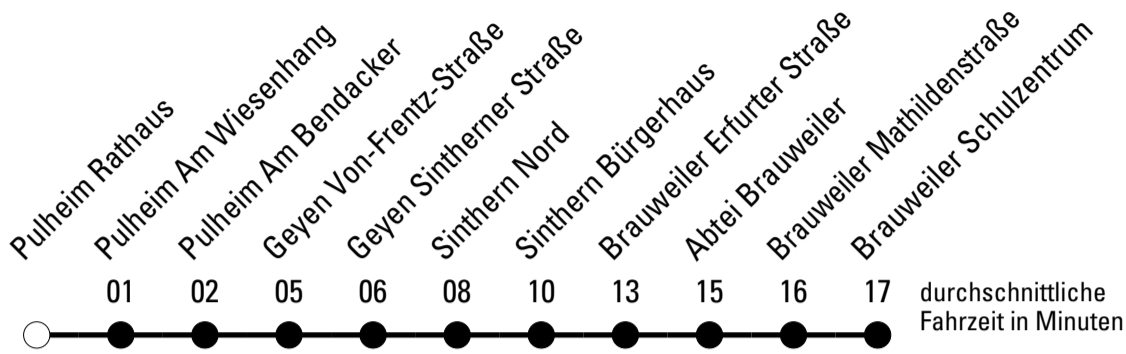 Pulheim Rathaus
Pulheim Am Wiesenhang
Pulheim Am Bendacker
Geyen Von-Frentz-Straße
Geyen Sintherner Straße
Sinthern Nord
Sinthern Bürgerhaus
Brauweiler Erfurter Straße
Abtei Brauweiler
Brauweiler Mathildenstraße
Brauweiler Schulzentrum
01 02 05 06 08 10 13 15 16 17 durchschnittliche
Fahrzeit in Minuten